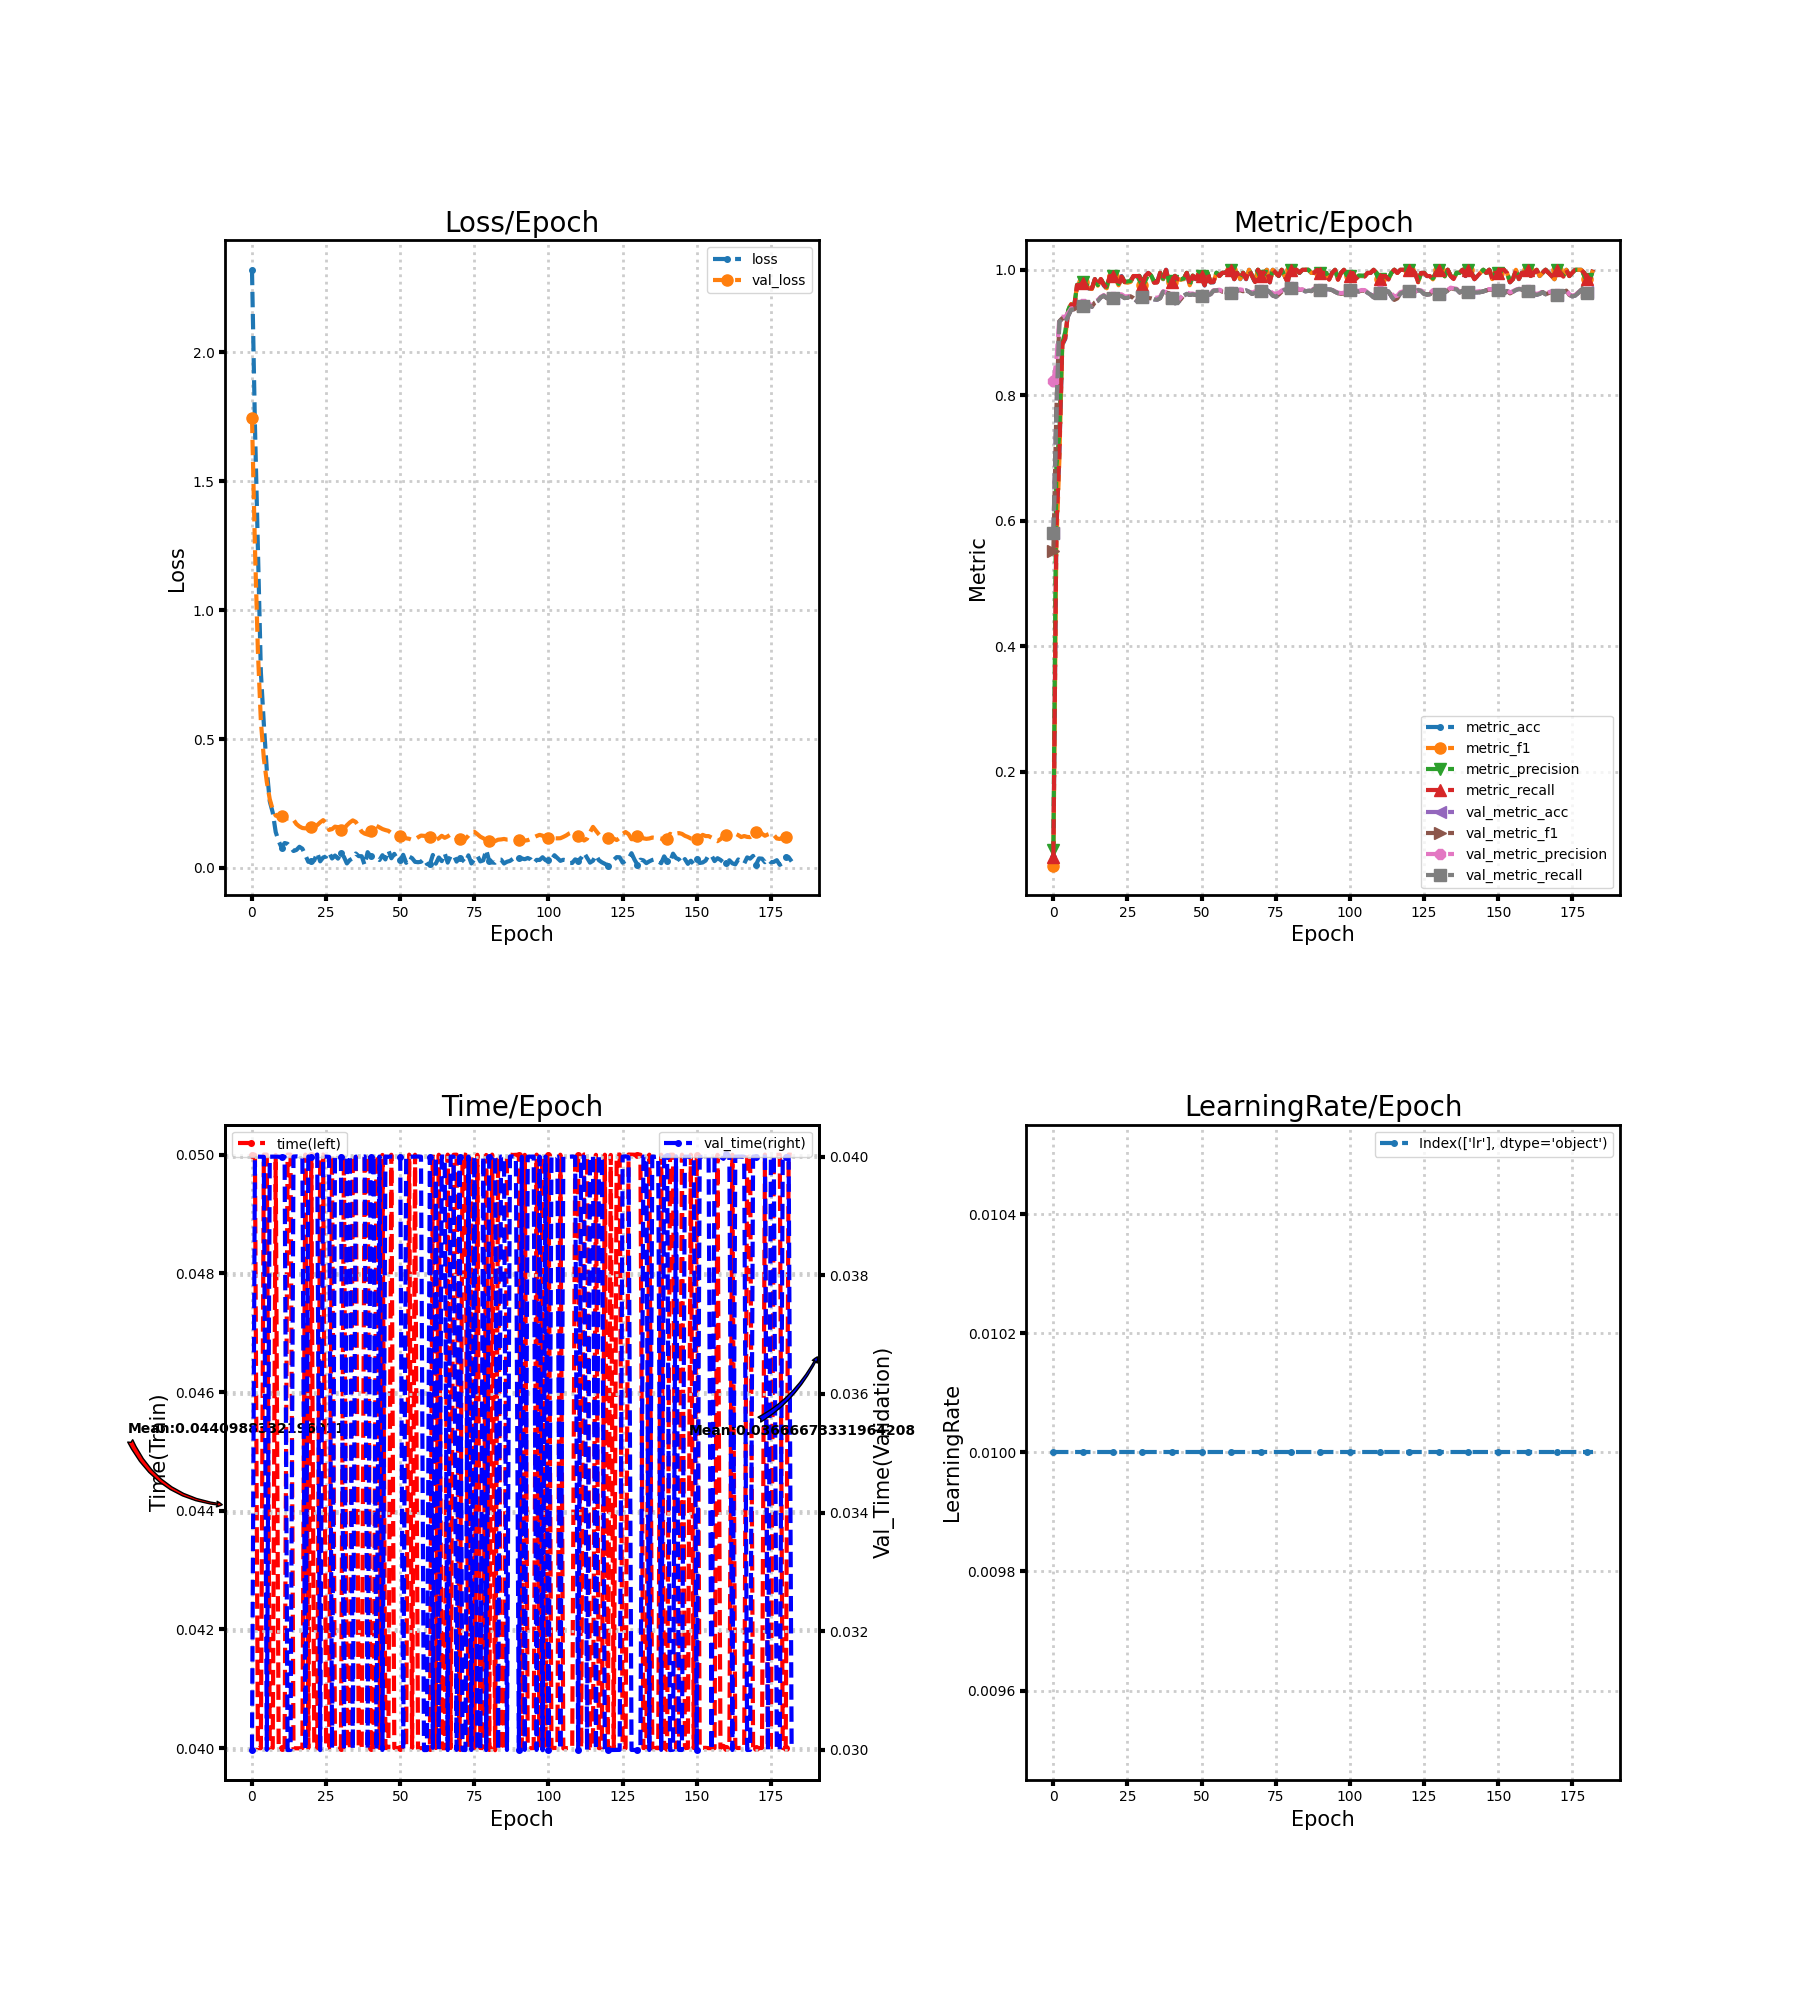 Loss/Epoch
loss
val_loss
2.0
1.5
1.0
0.5
0.0
Loss
0 25 50 75 100 125 150 175
Epoch
Metric/Epoch
1.0
0.8
0.6
0.4
0.2
Metric
metric_acc
metric_f1
metric_precision
metric_recall
val_metric_acc
val_metric_f1
val_metric_precision
val_metric_recall
0 25 50 75 100 125 150 175
Epoch
Time/Epoch
time(left)
val_time(right)
0.050
0.048
0.046
0.044
0.042
0.040
Time(Train)
0.040
0.038
0.036
0.034
0.032
0.030
Val_Time(Validation)
0 25 50 75 100 125 150 175
Epoch
LearningRate/Epoch
Index(['lr'], dtype='object')
0.0104
0.0102
0.0100
0.0098
0.0096
LearningRate
0 25 50 75 100 125 150 175
Epoch